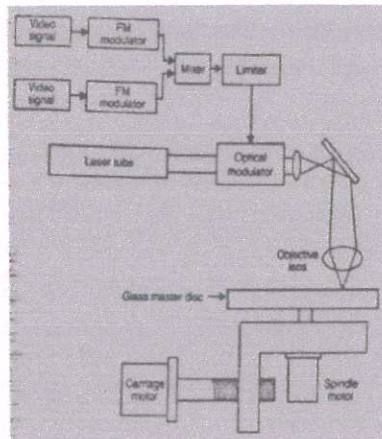 Video
signal
FM
modulator
Mixer
Limiter
Video
signal
FM
modulator
Laser tube
Optical
modulator
Objective
lens
Glass master disc
Carriage
motor
Spindle
motor